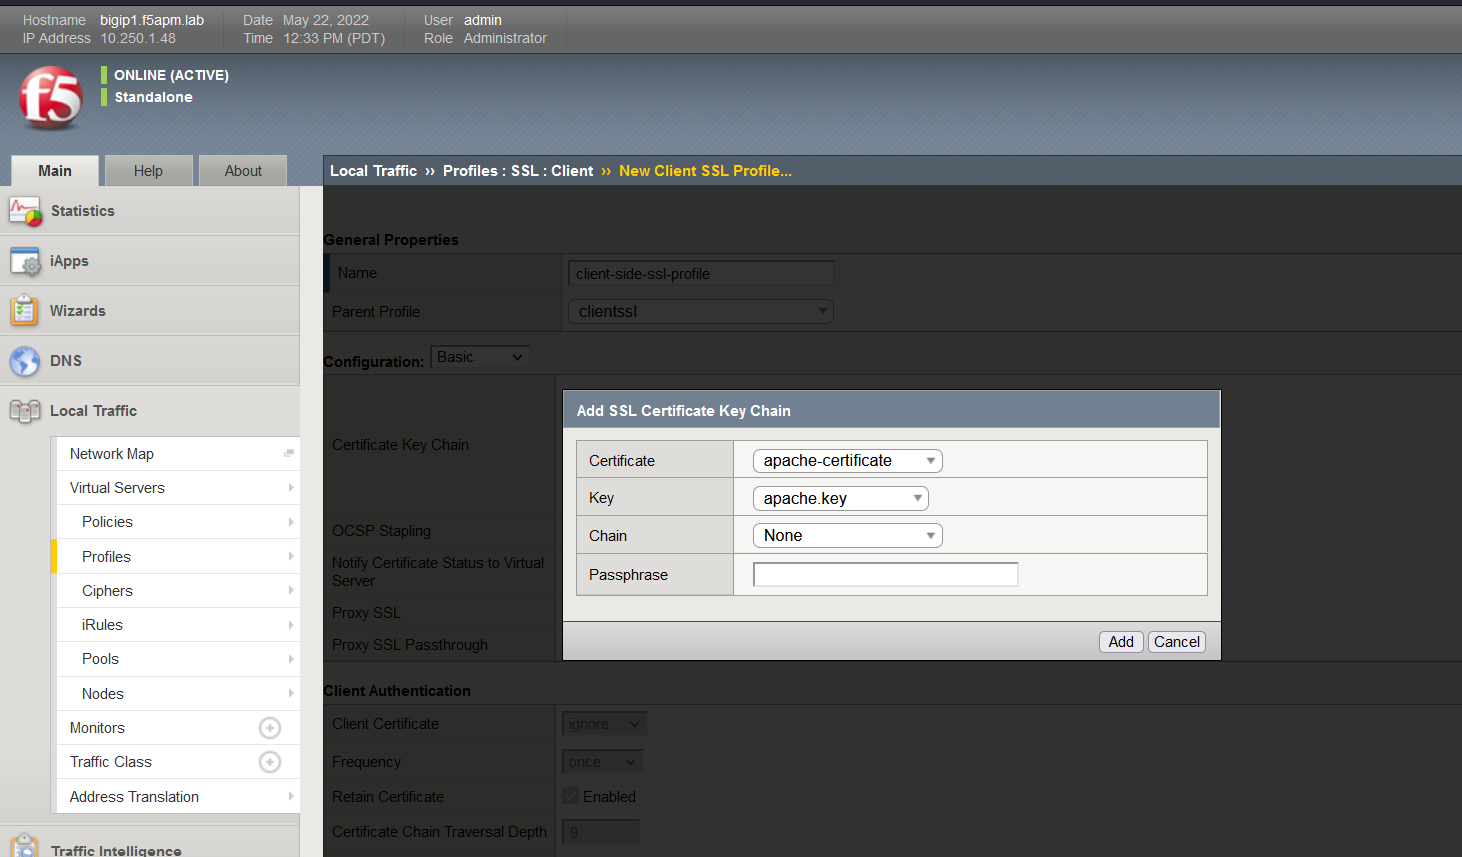 Hostname bigip1.f5apm.lab Date May 22, 2022 User admin
IP Address 10.250.1.48 Time 12:33 PM (PDT) Role Administrator
f5
ONLINE (ACTIVE)
Standalone
Main Help About
Local Traffic ›› Profiles : SSL : Client ›› New Client SSL Profile...
Statistics
iApps
Wizards
DNS
Local Traffic
Network Map
Virtual Servers
Policies
Profiles
Ciphers
iRules
Pools
Nodes
Monitors
Traffic Class
Address Translation
Traffic Intelligence
General Properties
Name client-side-ssl-profile
Parent Profile clientssl
Configuration: Basic
Certificate Key Chain
OCSP Stapling
Notify Certificate Status to Virtual
Server
Proxy SSL
Proxy SSL Passthrough
Add SSL Certificate Key Chain
Certificate apache-certificate
Key apache.key
Chain None
Passphrase
Add Cancel
Client Authentication
Client Certificate ignore
Frequency once
Retain Certificate Enabled
Certificate Chain Traversal Depth 9